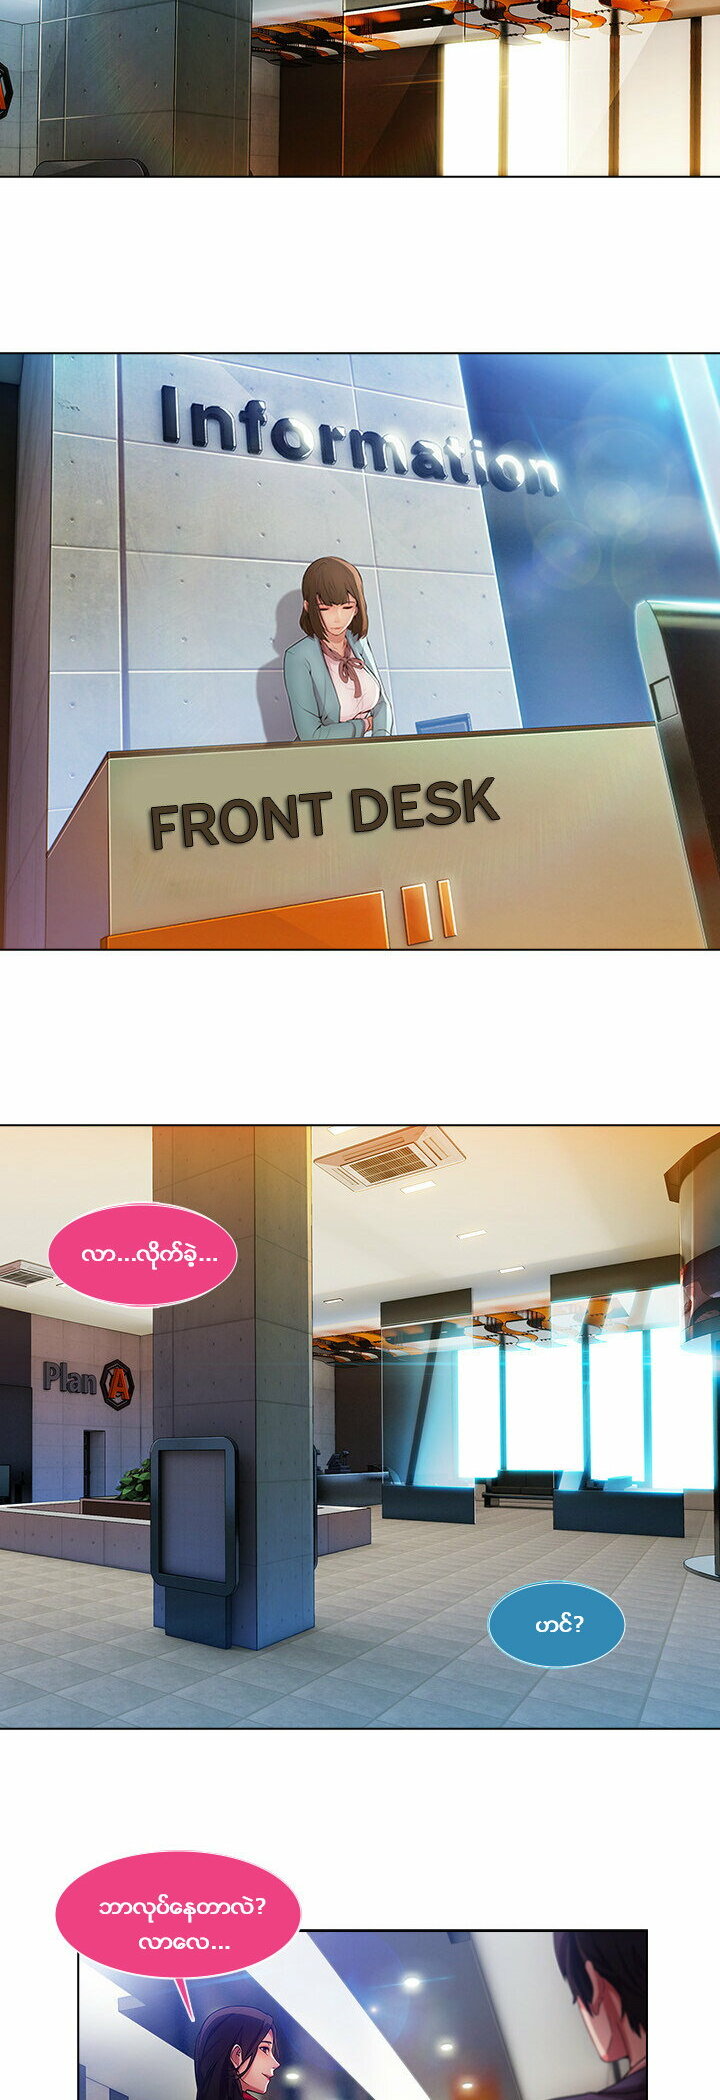 Information
FRONT DESK
လာ...လိုက်ခဲ့...
Plan A
ဟင်?
ဘာလုပ်နေတာလဲ?
လာလေ...